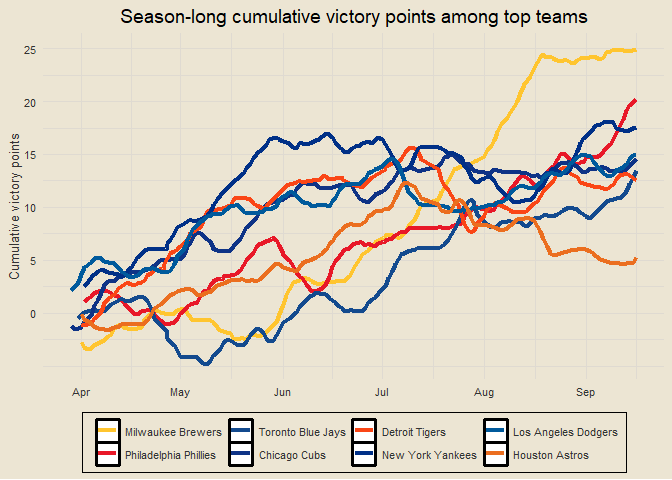 Season-long cumulative victory points among top teams
Cumulative victory points
25
20
15
10
5
0
Apr May Jun Jul Aug Sep
Milwaukee Brewers Toronto Blue Jays Detroit Tigers Los Angeles Dodgers
Philadelphia Phillies Chicago Cubs New York Yankees Houston Astros